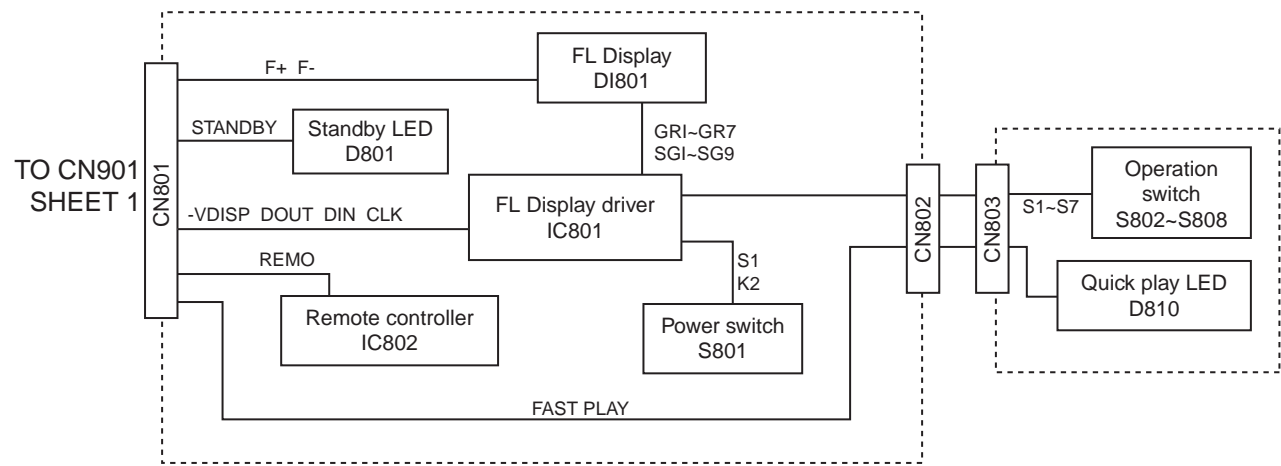 F+ F-
FL Display
DI801
STANDBY
Standby LED
D801
GRI~GR7
SGI~SG9
TO CN901
SHEET 1
CN801
-VDISP DOUT DIN CLK
FL Display driver
IC801
CN802
CN803
S1~S7
Operation
switch
S802~S808
REMO
Remote controller
IC802
S1
K2
Power switch
S801
Quick play LED
D810
FAST PLAY